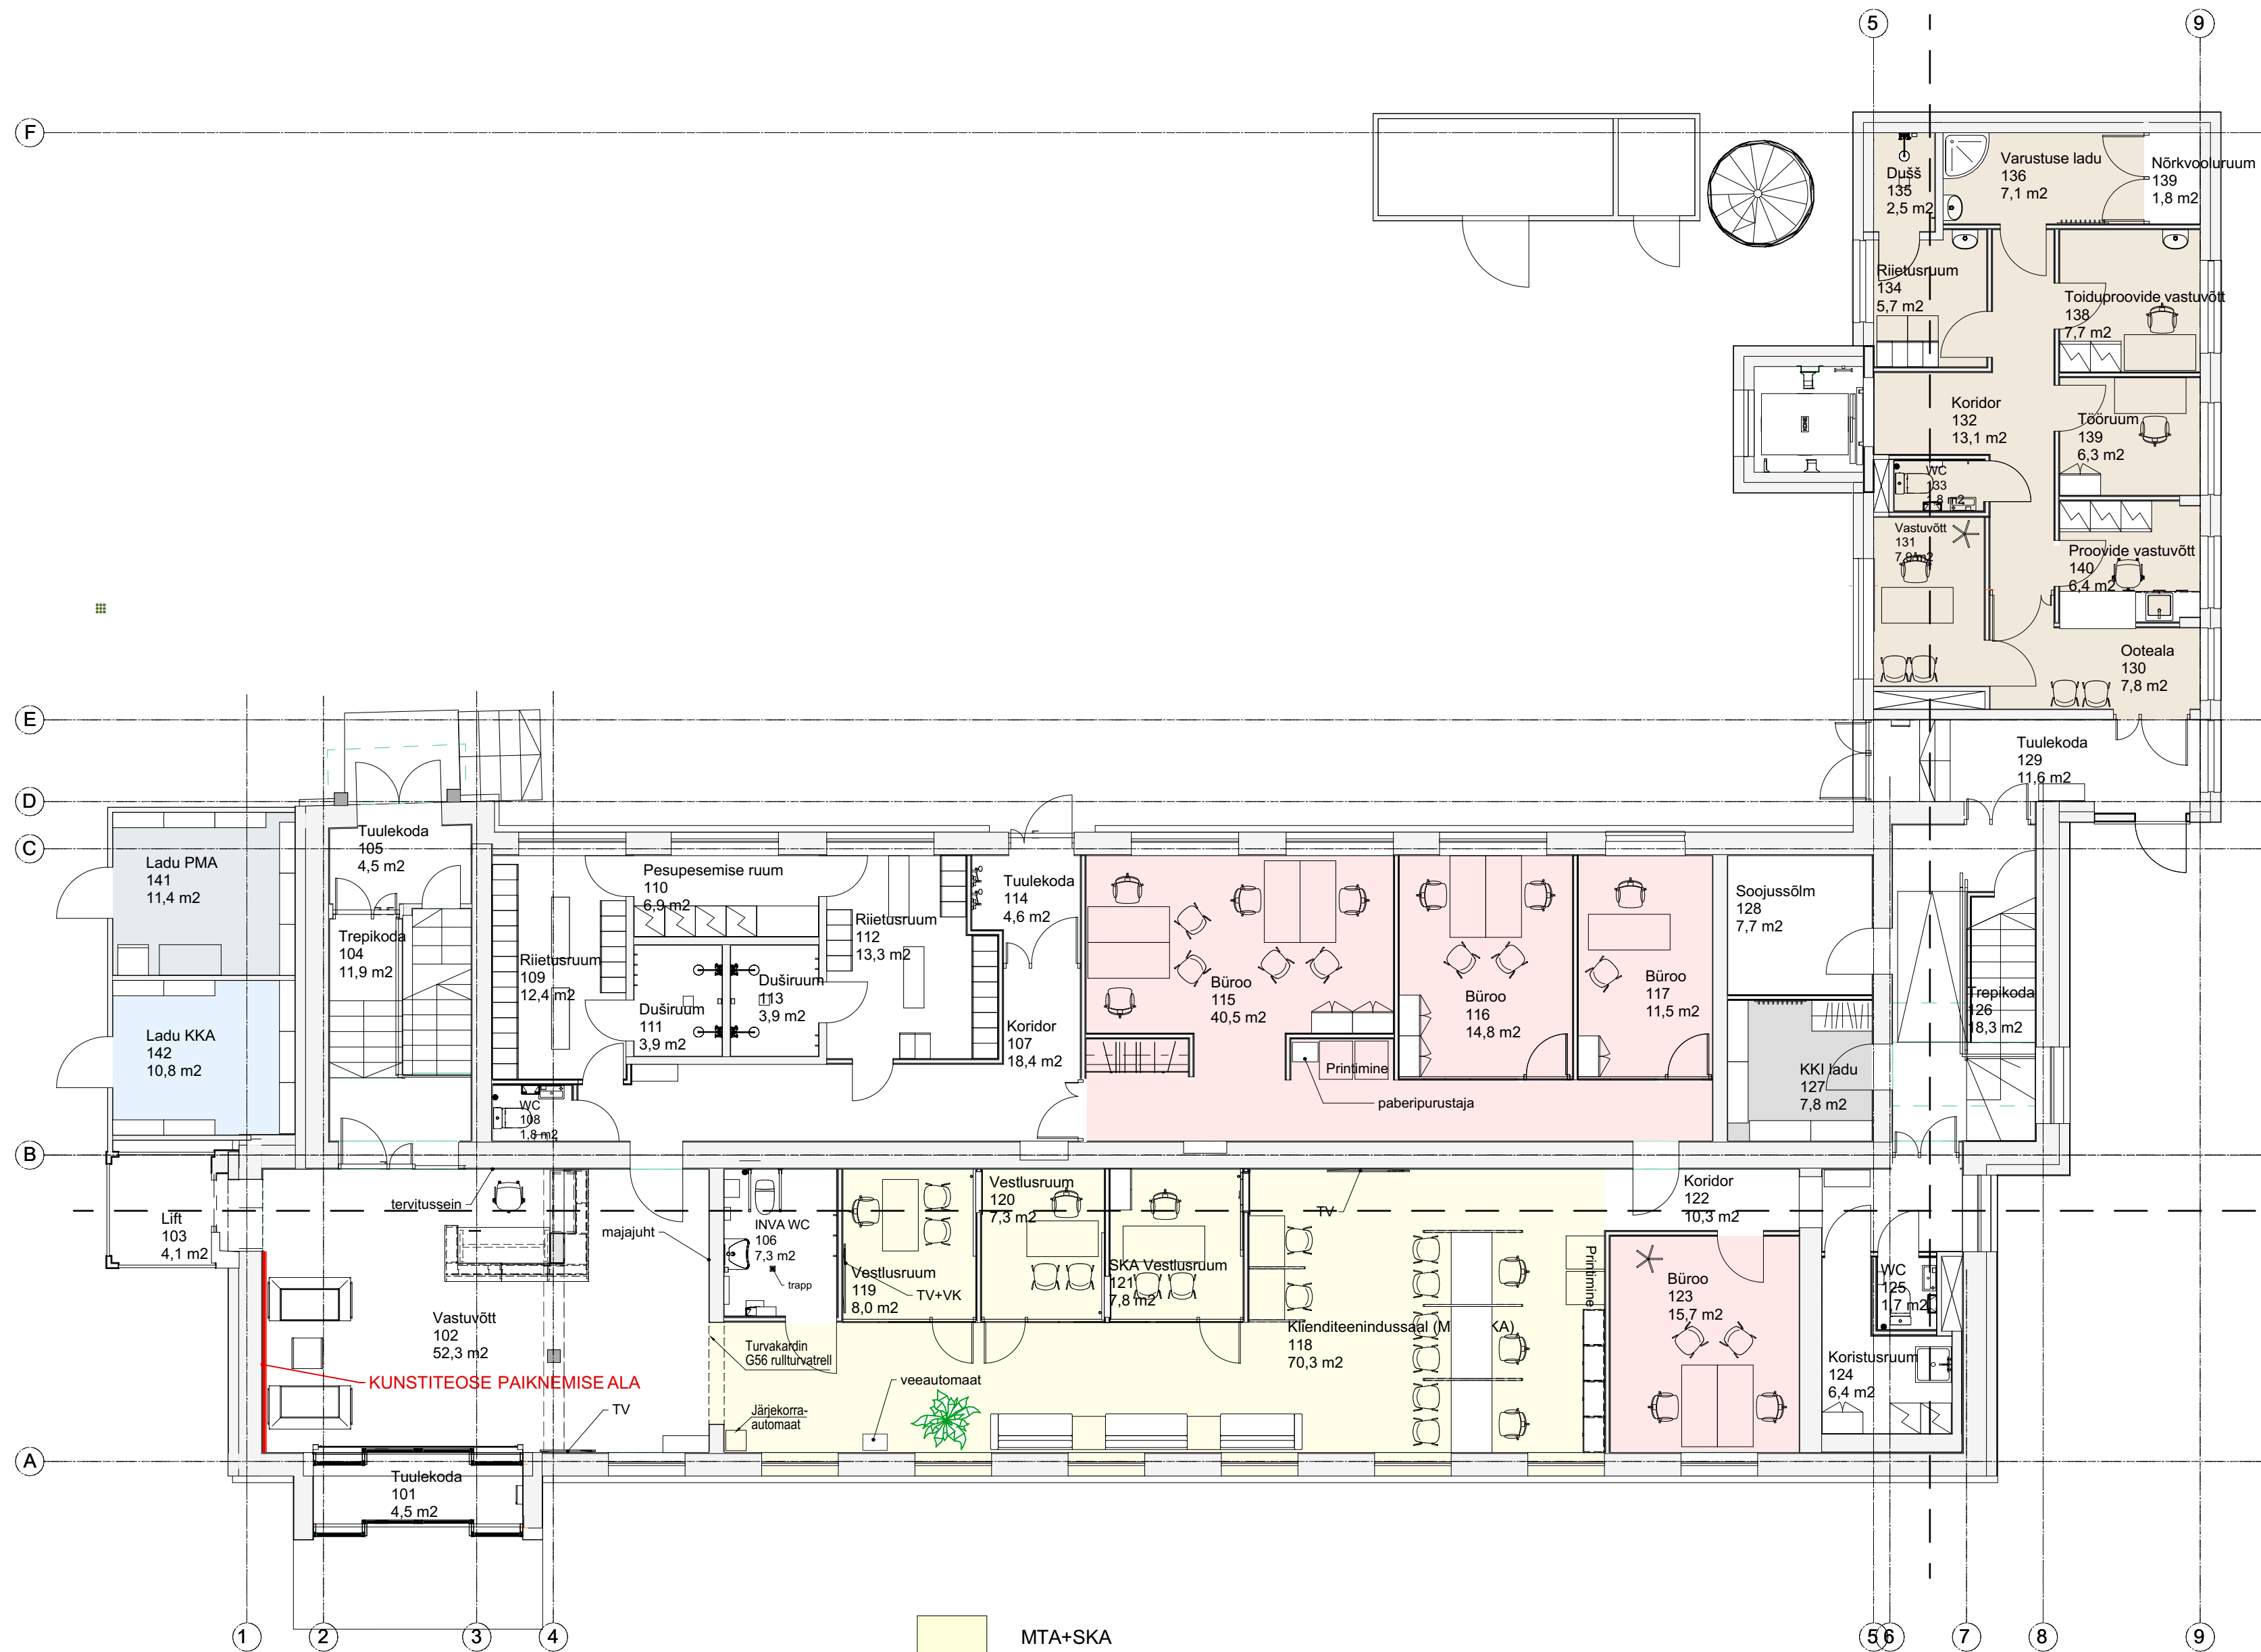 5
9
F
Dušš
135
2,5 m2
Varustuse ladu
136
7,1 m2
Nõrkvooluruum
139
1,8 m2
Riietusruum
134
5,7 m2
Toiduproovide vastuvõtt
138
7,7 m2
KONE
Koridor
132
13,1 m2
Tööruum
139
6,3 m2
WC
133
1,8 m2
Vastuvõtt
131
7,9 m2
Proovide vastuvõtt
140
6,4 m2
Ooteala
130
7,8 m2
E
Tuulekoda
129
11,6 m2
D
C
Tuulekoda
105
4,5 m2
Ladu PMA
141
11,4 m2
Pesupesemise ruum
110
6,9 m2
Tuulekoda
114
4,6 m2
Soojussõlm
128
7,7 m2
Trepikoda
104
11,9 m2
Riietusruum
109
12,4 m2
Riietusruum
112
13,3 m2
Duširuum
111
3,9 m2
Duširuum
113
3,9 m2
Büroo
115
40,5 m2
Büroo
116
14,8 m2
Büroo
117
11,5 m2
Trepikoda
126
18,3 m2
Ladu KKA
142
10,8 m2
Koridor
107
18,4 m2
Printimine
paberipurustaja
KKI ladu
127
7,8 m2
WC
108
1,8 m2
B
tervitussein
Lift
103
4,1 m2
majajuht
INVA WC
106
7,3 m2
trapp
Vestlusruum
119
8,0 m2
TV+VK
Vestlusruum
120
7,3 m2
SKA Vestlusruum
121
7,8 m2
TV
Printimine
Koridor
122
10,3 m2
Büroo
123
15,7 m2
WC
125
1,7 m2
Vastuvõtt
102
52,3 m2
Turvakardin
G56 rullturvatrell
Klienditeenindussaal (M KA)
118
70,3 m2
Koristusruum
124
6,4 m2
KUNSTITEOSE PAIKNEMISE ALA
TV
Järjekorra-
automaat
veeautomaat
A
Tuulekoda
101
4,5 m2
1
2
3
4
5
6
7
8
9
MTA+SKA